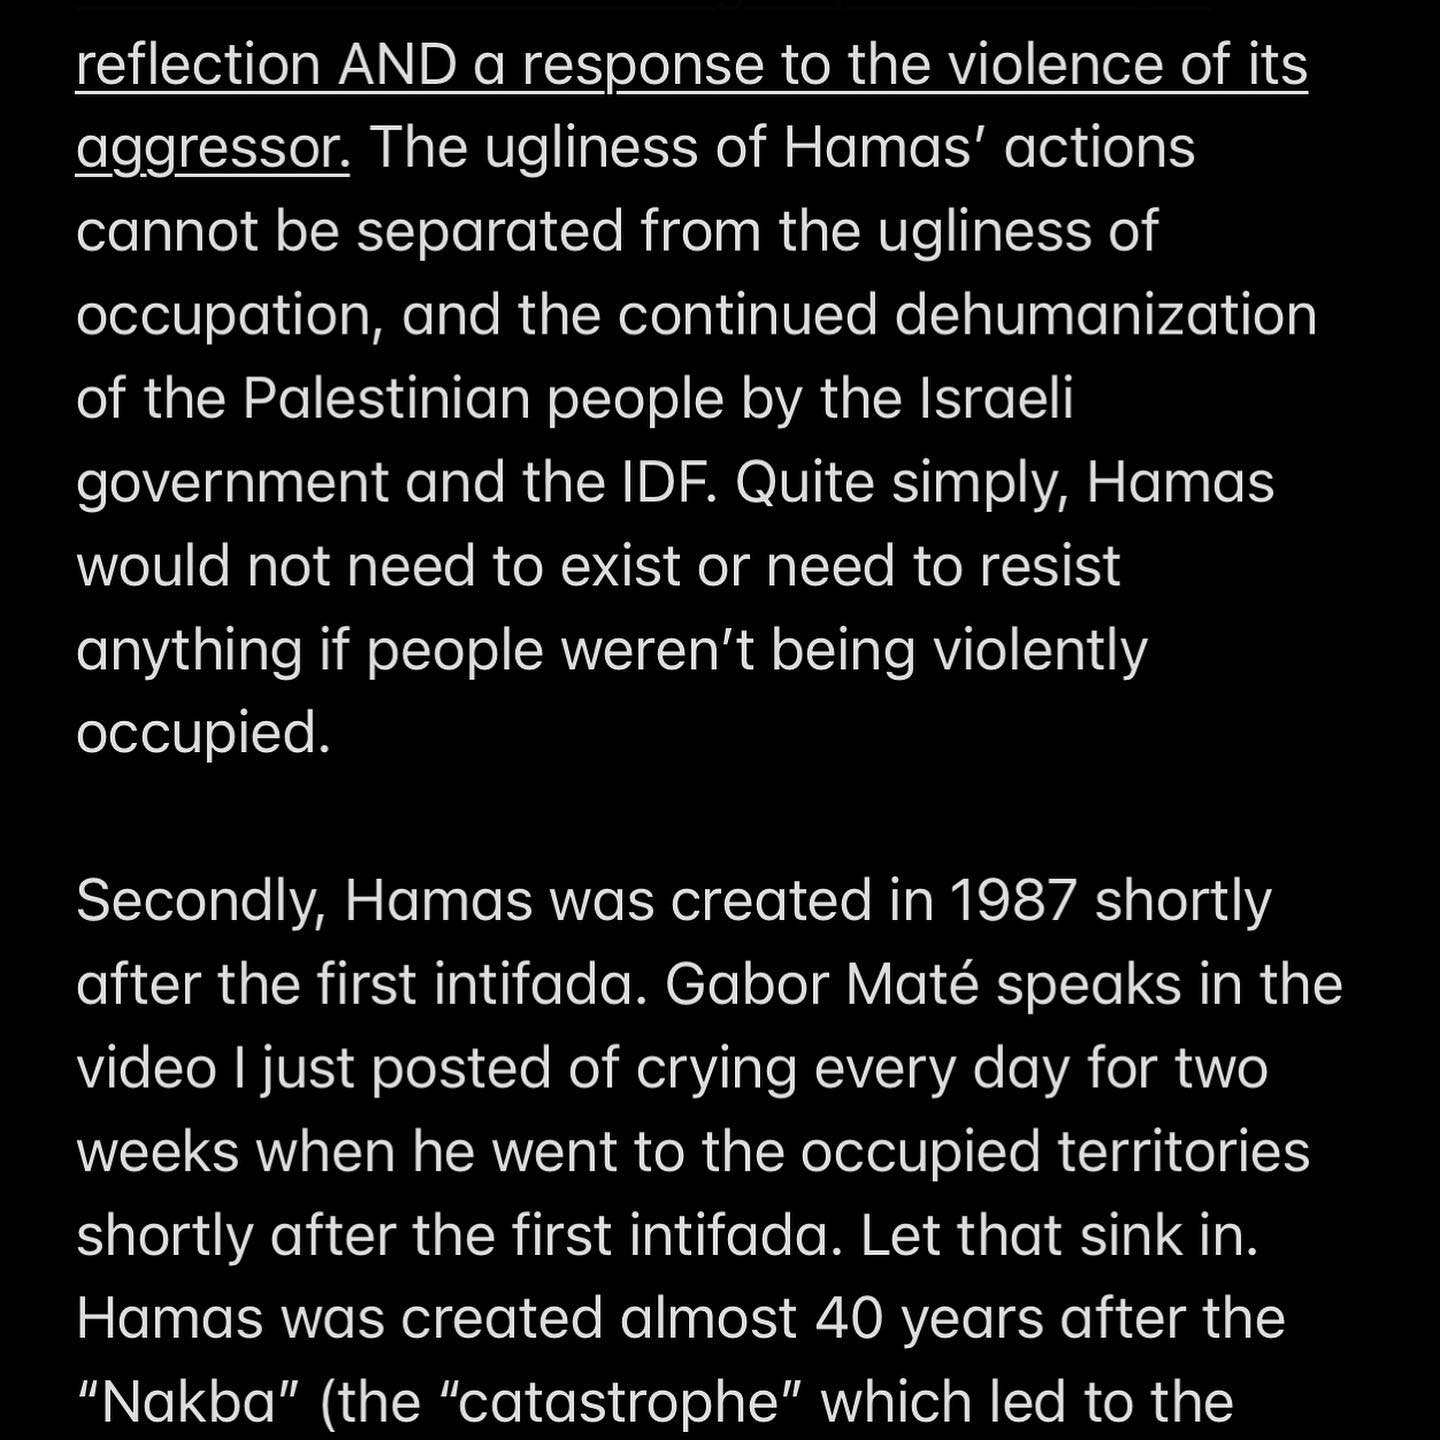 reflection AND a response to the violence of its
aggressor. The ugliness of Hamas’ actions
cannot be separated from the ugliness of
occupation, and the continued dehumanization
of the Palestinian people by the Israeli
government and the IDF. Quite simply, Hamas
would not need to exist or need to resist
anything if people weren’t being violently
occupied.
Secondly, Hamas was created in 1987 shortly
after the first intifada. Gabor Maté speaks in the
video I just posted of crying every day for two
weeks when he went to the occupied territories
shortly after the first intifada. Let that sink in.
Hamas was created almost 40 years after the
“Nakba” (the “catastrophe” which led to the